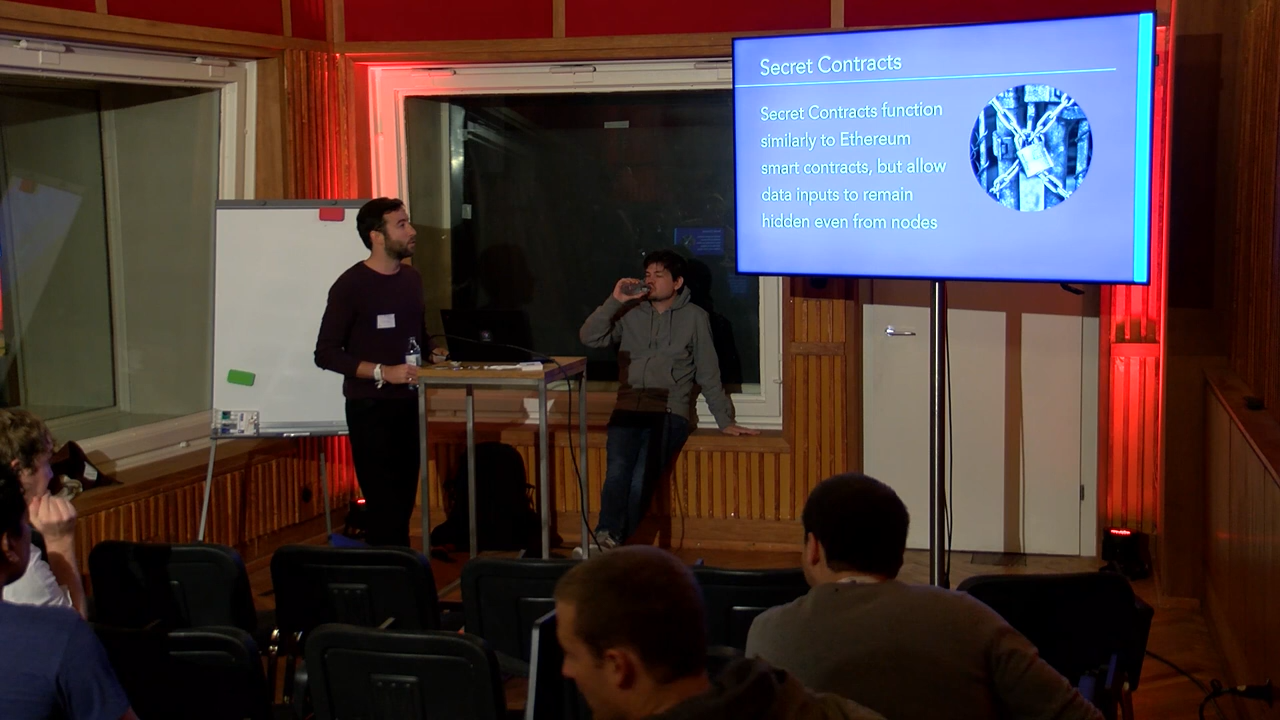 Secret Contracts
Secret Contracts function
similarly to Ethereum
smart contracts, but allow
data inputs to remain
hidden even from nodes